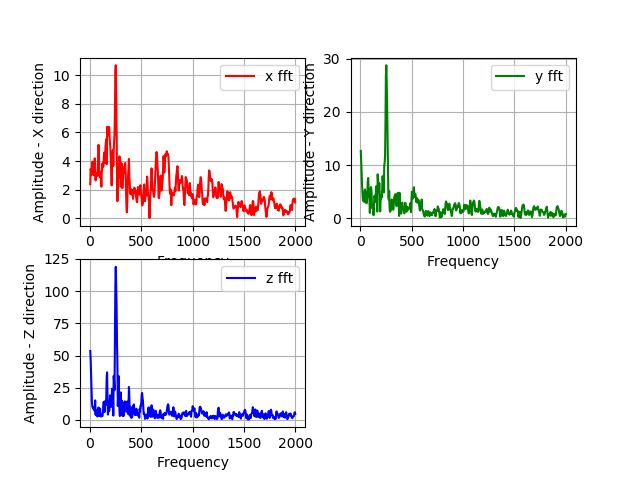 x fft
10
8
6
4
2
0
Amplitude - X direction
0 500 1000 1500 2000
Frequency
y fft
30
20
10
0
Amplitude - Y direction
0 500 1000 1500 2000
Frequency
z fft
125
100
75
50
25
0
Amplitude - Z direction
0 500 1000 1500 2000
Frequency